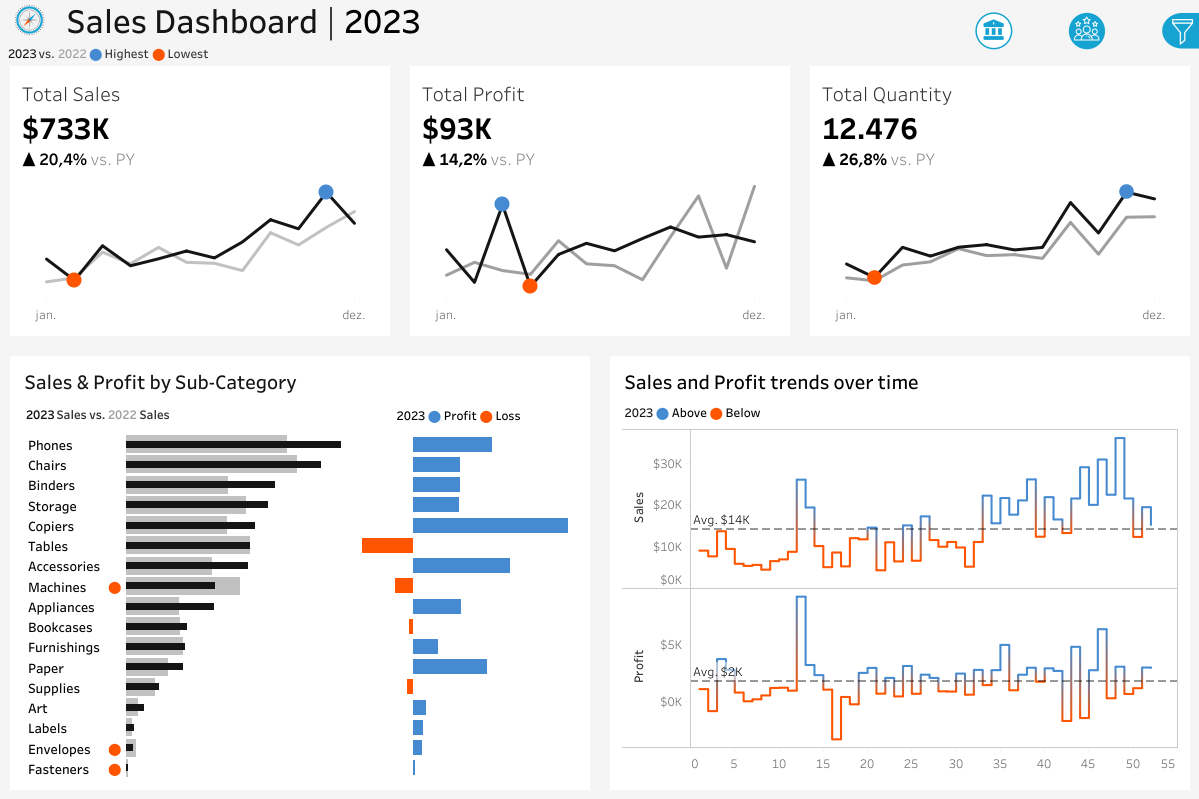 Sales Dashboard | 2023
2023 vs. 2022 Highest Lowest
Total Sales
$733K
▲ 20,4% vs. PY
jan. dez.
Total Profit
$93K
▲ 14,2% vs. PY
jan. dez.
Total Quantity
12.476
▲ 26,8% vs. PY
jan. dez.
Sales & Profit by Sub-Category
2023 Sales vs. 2022 Sales
2023 Profit Loss
Phones
Chairs
Binders
Storage
Copiers
Tables
Accessories
Machines
Appliances
Bookcases
Furnishings
Paper
Supplies
Art
Labels
Envelopes
Fasteners
Sales and Profit trends over time
2023 Above Below
Sales
$30K
$20K
Avg. $14K
$10K
$0K
Profit
$5K
Avg. $2K
$0K
0 5 10 15 20 25 30 35 40 45 50 55